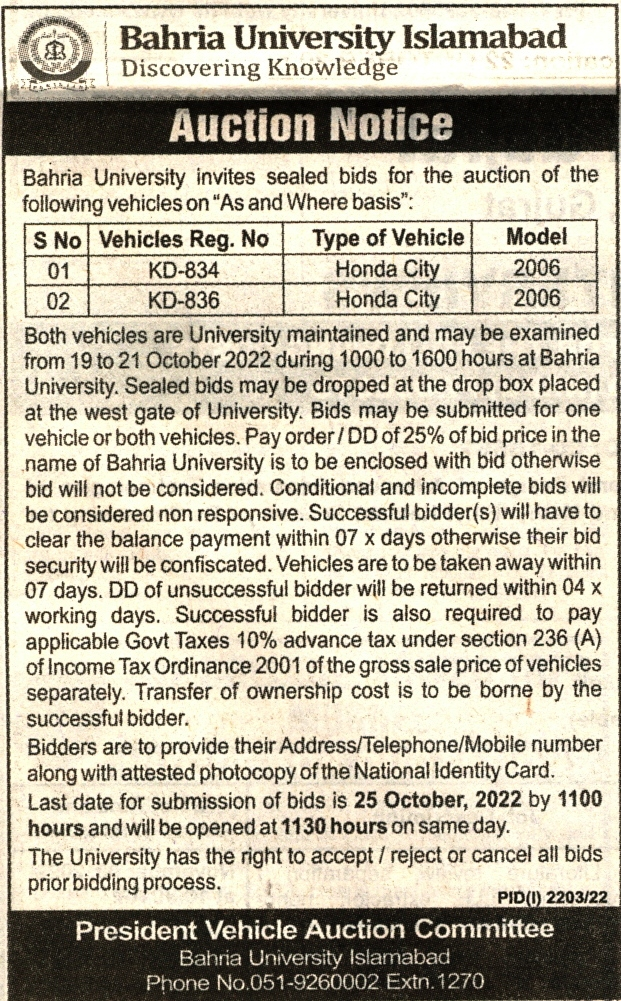 Bahria University Islamabad
Discovering Knowledge
Auction Notice
Bahria University invites sealed bids for the auction of the
following vehicles on “As and Where basis”:
S No Vehicles Reg. No Type of Vehicle Model
01 KD-834 Honda City 2006
02 KD-836 Honda City 2006
Both vehicles are University maintained and may be examined
from 19 to 21 October 2022 during 1000 to 1600 hours at Bahria
University. Sealed bids may be dropped at the drop box placed
at the west gate of University. Bids may be submitted for one
vehicle or both vehicles. Pay order / DD of 25% of bid price in the
name of Bahria University is to be enclosed with bid otherwise
bid will not be considered. Conditional and incomplete bids will
be considered non responsive. Successful bidder(s) will have to
clear the balance payment within 07 x days otherwise their bid
security will be confiscated. Vehicles are to be taken away within
07 days. DD of unsuccessful bidder will be returned within 04 x
working days. Successful bidder is also required to pay
applicable Govt Taxes 10% advance tax under section 236 (A)
of Income Tax Ordinance 2001 of the gross sale price of vehicles
separately. Transfer of ownership cost is to be borne by the
successful bidder.
Bidders are to provide their Address/Telephone/Mobile number
along with attested photocopy of the National Identity Card.
Last date for submission of bids is 25 October, 2022 by 1100
hours and will be opened at 1130 hours on same day.
The University has the right to accept / reject or cancel all bids
prior bidding process.
PID(I) 2203/22
President Vehicle Auction Committee
Bahria University Islamabad
Phone No.051-9260002 Extn.1270